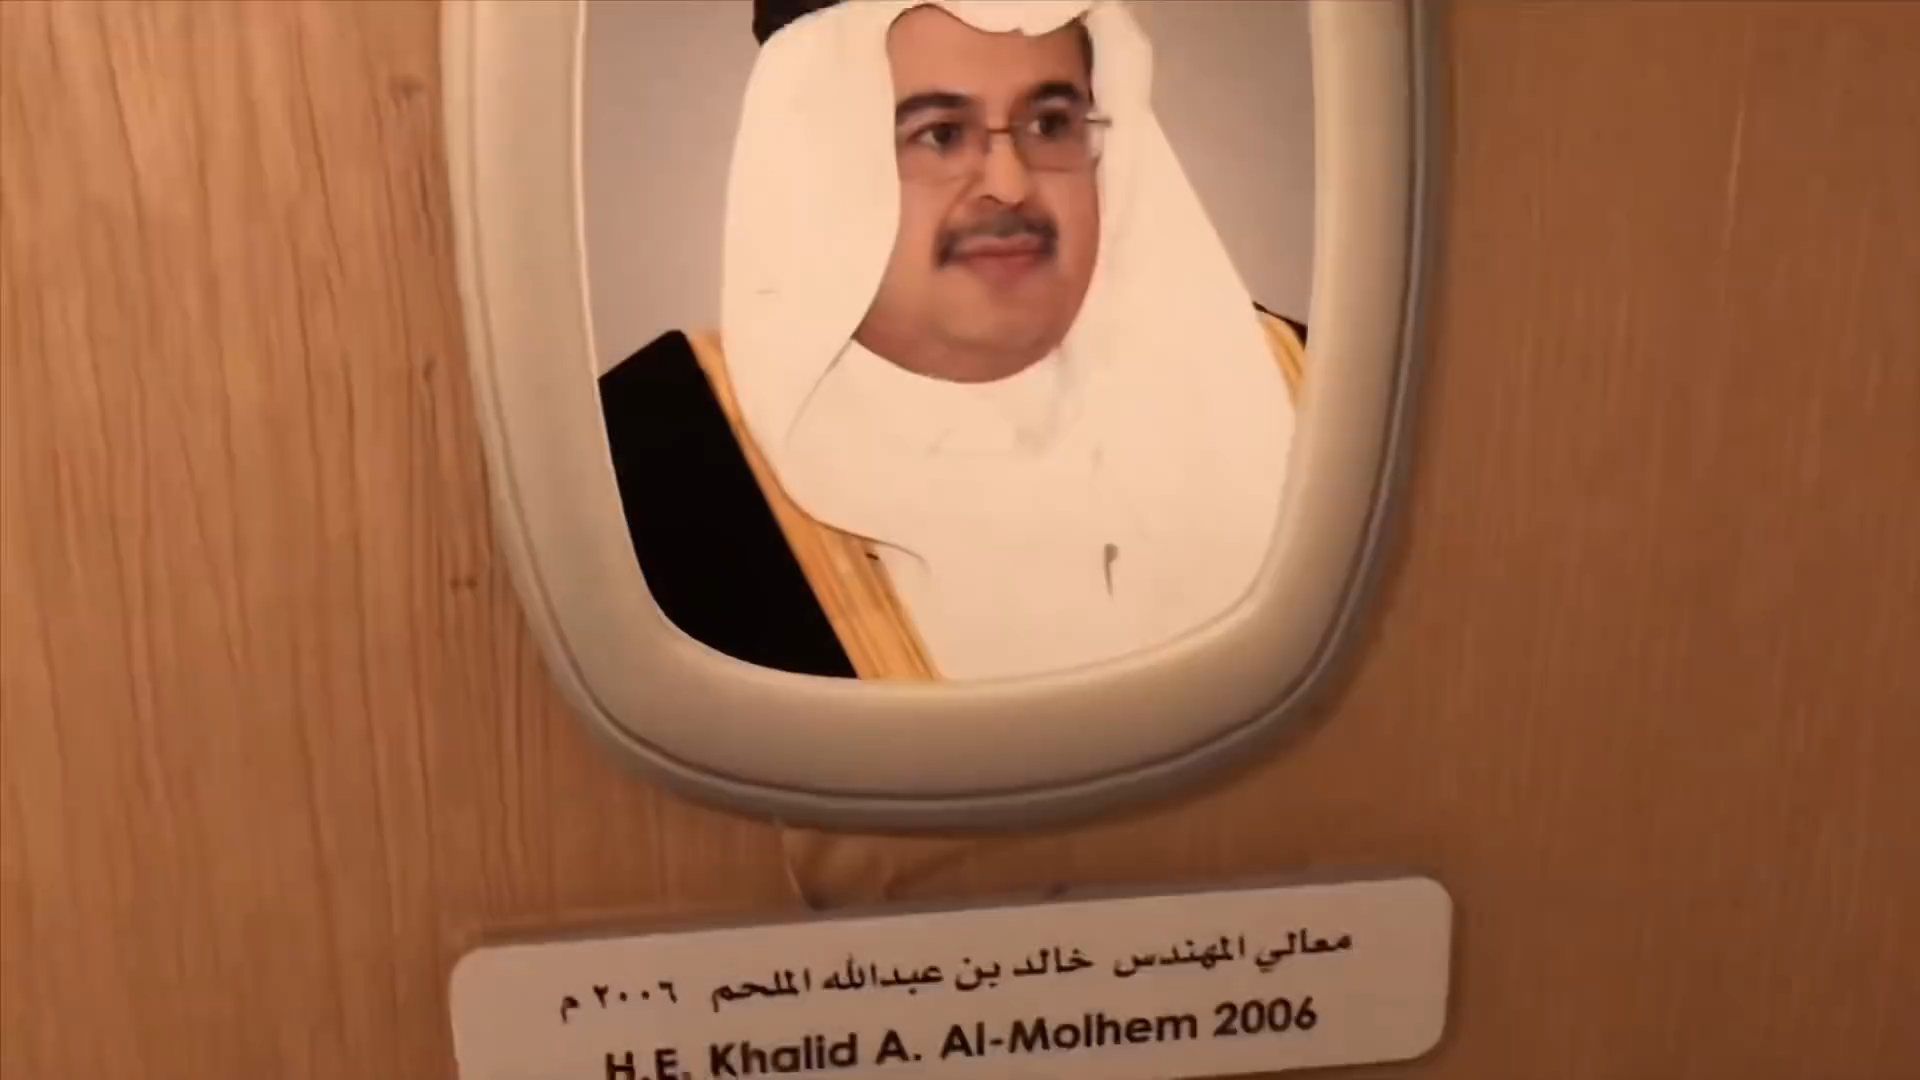 معالي المهندس خالد بن عبدالله الملحم ٢٠٠٦ م
H.E. Khalid A. Al-Molhem 2006